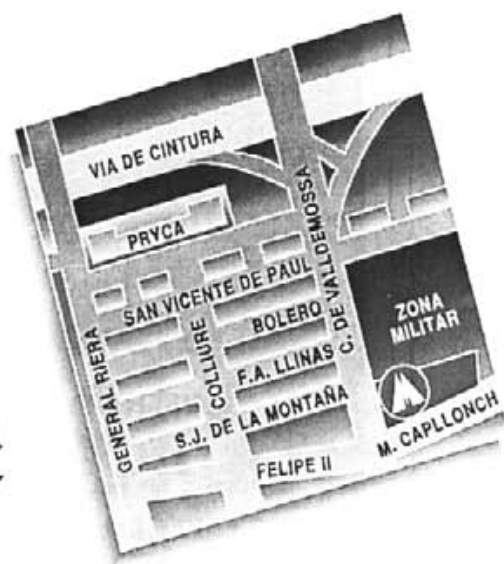 VIA DE CINTURA
PRYCA
SAN VICENTE DE PAUL
C. DE VALLDEMOSSA
ZONA
MILITAR
BOLERO
GENERAL RIERA
COLLIURE
F.A. LLINAS
S.J. DE LA MONTAÑA
M. CAPLLONCH
FELIPE II